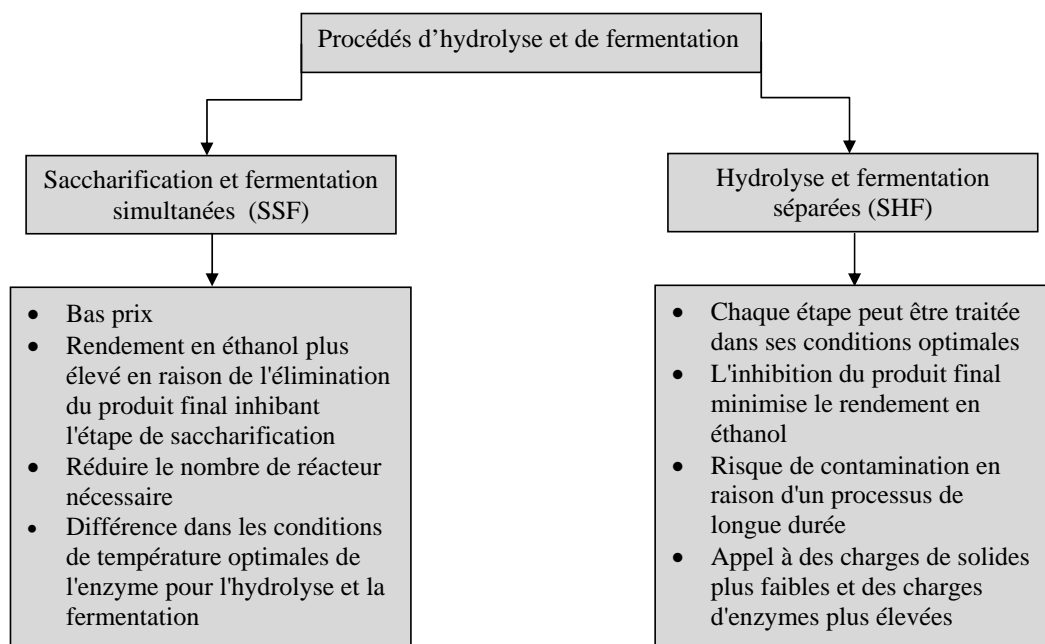 Procédés d’hydrolyse et de fermentation
Saccharification et fermentation
simultanées (SSF)
Hydrolyse et fermentation
séparées (SHF)
• Bas prix
• Rendement en éthanol plus
élevé en raison de l'élimination
du produit final inhibant
l'étape de saccharification
• Réduire le nombre de réacteur
nécessaire
• Différence dans les conditions
de température optimales de
l'enzyme pour l'hydrolyse et la
fermentation
• Chaque étape peut être traitée
dans ses conditions optimales
• L'inhibition du produit final
minimise le rendement en
éthanol
• Risque de contamination en
raison d'un processus de
longue durée
• Appel à des charges de solides
plus faibles et des charges
d'enzymes plus élevées